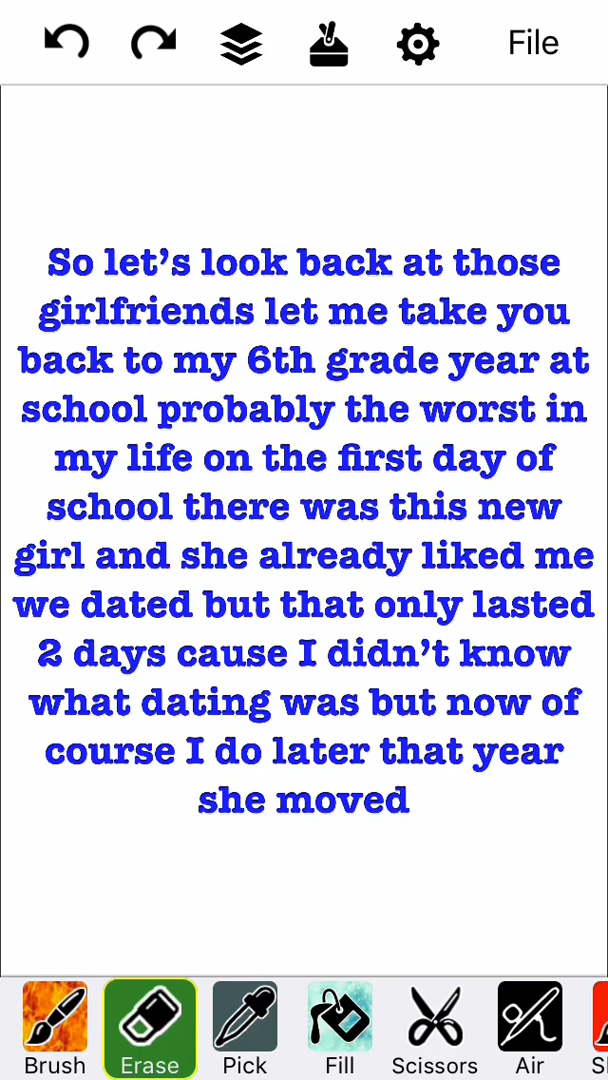 File
So let’s look back at those
girlfriends let me take you
back to my 6th grade year at
school probably the worst in
my life on the first day of
school there was this new
girl and she already liked me
we dated but that only lasted
2 days cause I didn’t know
what dating was but now of
course I do later that year
she moved
Brush Erase Pick Fill Scissors Air